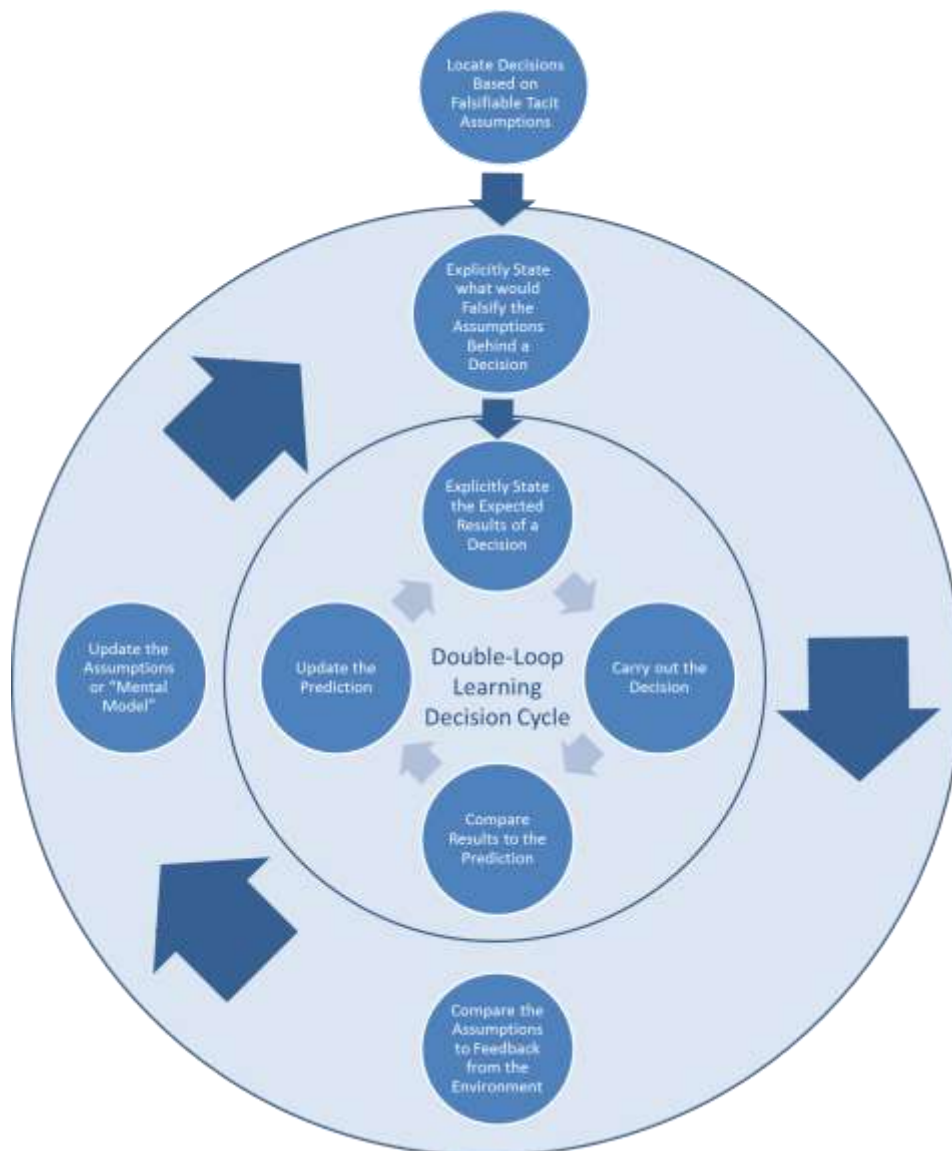 Locate Decisions
Based on
Falsifiable Tacit
Assumptions
Explicitly State
what would
Falsify the
Assumptions
Behind a
Decision
Explicitly State
the Expected
Results of a
Decision
Update the
Assumptions
or “Mental
Model”
Update the
Prediction
Double-Loop
Learning
Decision Cycle
Carry out the
Decision
Compare
Results to the
Prediction
Compare the
Assumptions
to Feedback
from the
Environment